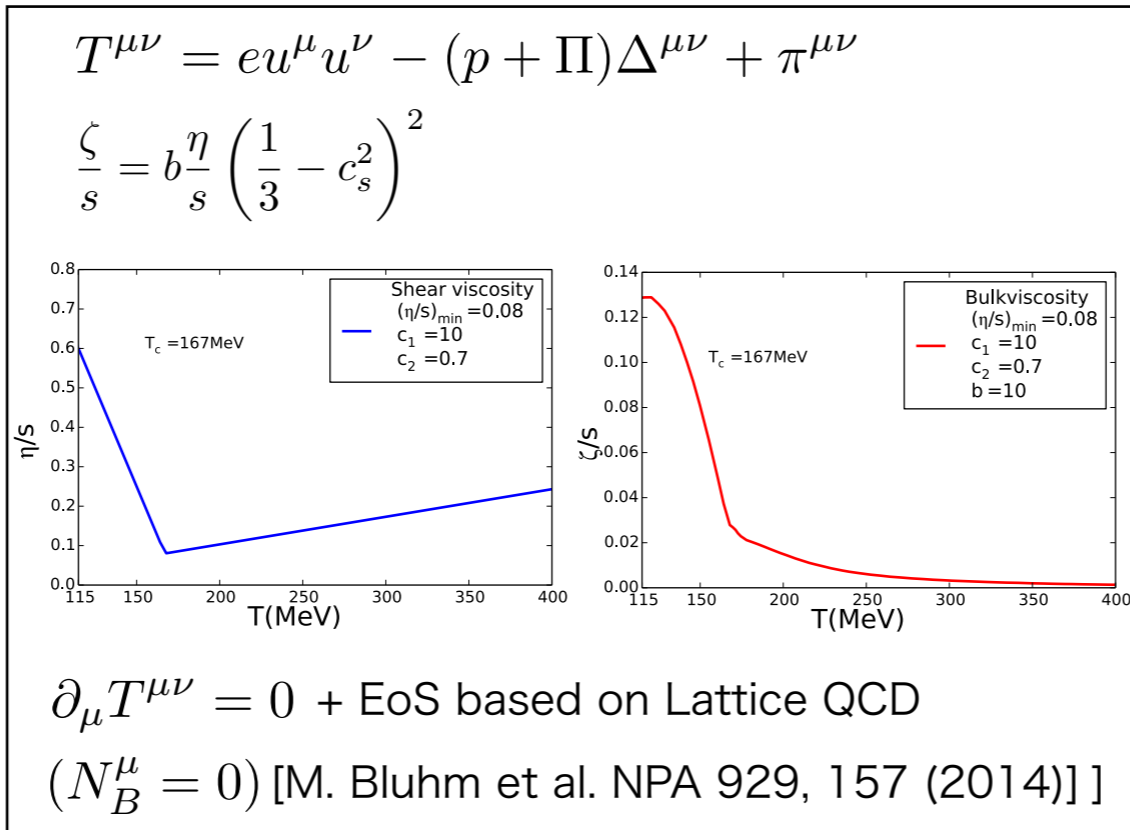 T^{μν} = eu^μ u^ν − (p + Π)Δ^{μν} + π^{μν}
ζ/s = b η/s (1/3 − c_s^2)^2
0.8
0.7
0.6
0.5
0.4
0.3
0.2
0.1
0.0
η/s
Shear viscosity
(η/s)_min =0.08
c_1 =10
c_2 =0.7
T_c =167MeV
115 150 200 250 300 350 400
T(MeV)
0.14
0.12
0.10
0.08
0.06
0.04
0.02
0.00
ζ/s
Bulkviscosity
(η/s)_min =0.08
c_1 =10
c_2 =0.7
b =10
T_c =167MeV
115 150 200 250 300 350 400
T(MeV)
∂_μ T^{μν} = 0 + EoS based on Lattice QCD
(N_B^μ = 0) [M. Bluhm et al. NPA 929, 157 (2014)] ]